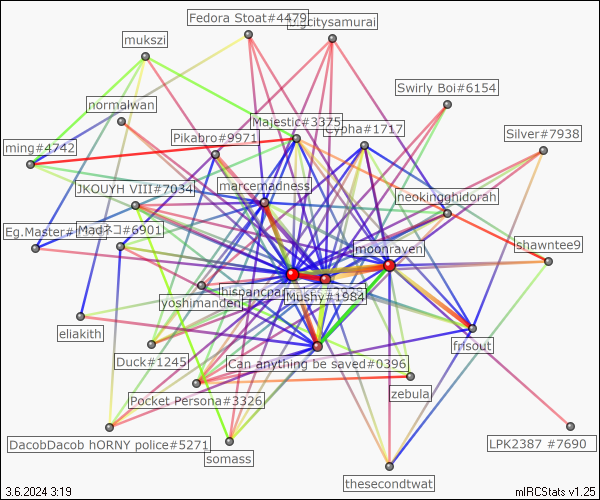 Fedora Stoat#4479
mukszi
Swirly Boi#6154
normalwan
Majestic#3375
Cypha#1717
Silver#7938
Pikabro#9971
ming#4742
JKOUYH VIII#7034
marcemadness
neokingghidorah
Eg.Master#
Madネコ#6901
moonraven
shawntee9
yoshimanden
Mushy#1984
eliakith
frisout
Duck#1245
Can anything be saved#0396
Pocket Persona#3326
zebula
DacobDacob hORNY police#5271
somass
LPK2387 #7690
thesecondtwat
3.6.2024 3:19
mIRCStats v1.25